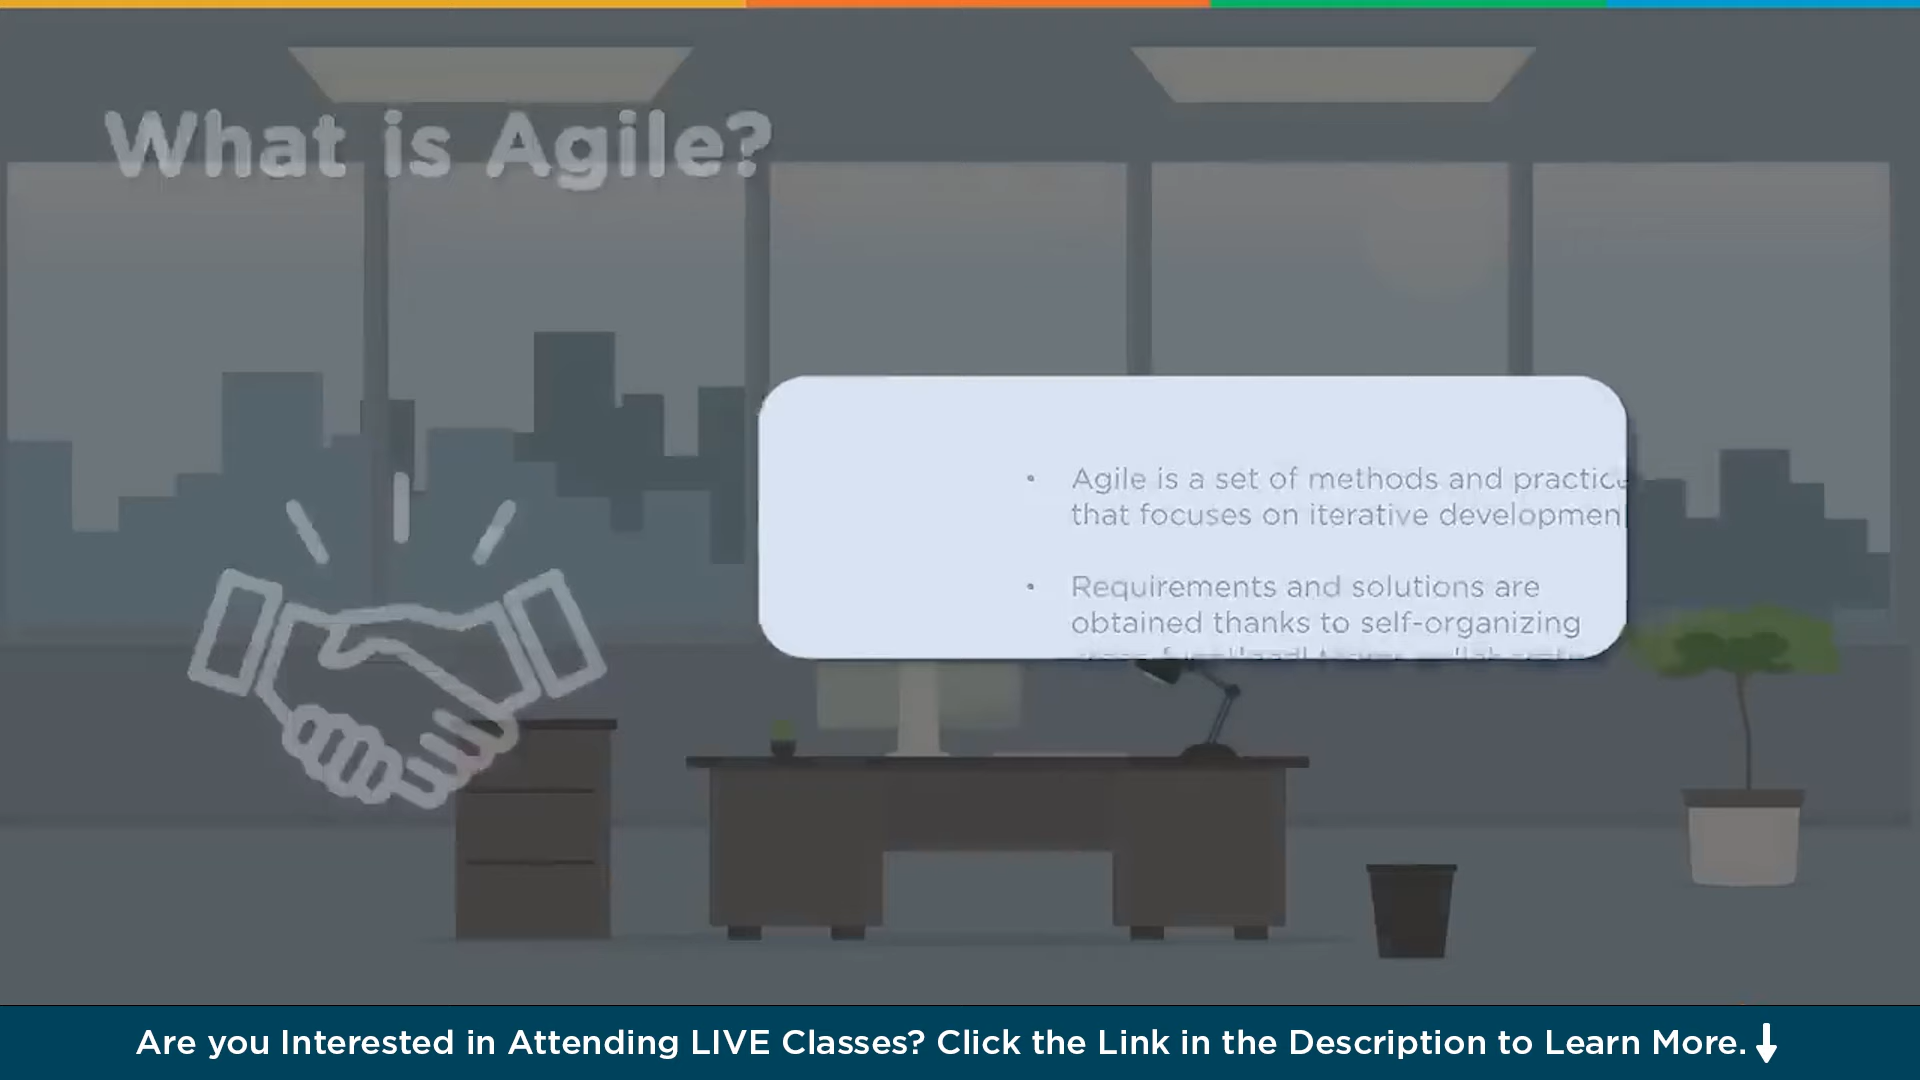 What is Agile?
• Agile is a set of methods and
that focuses on iterative
• Requirements and solutions are
obtained thanks to self-organizing
Are you Interested in Attending LIVE Classes? Click the Link in the Description to Learn More.